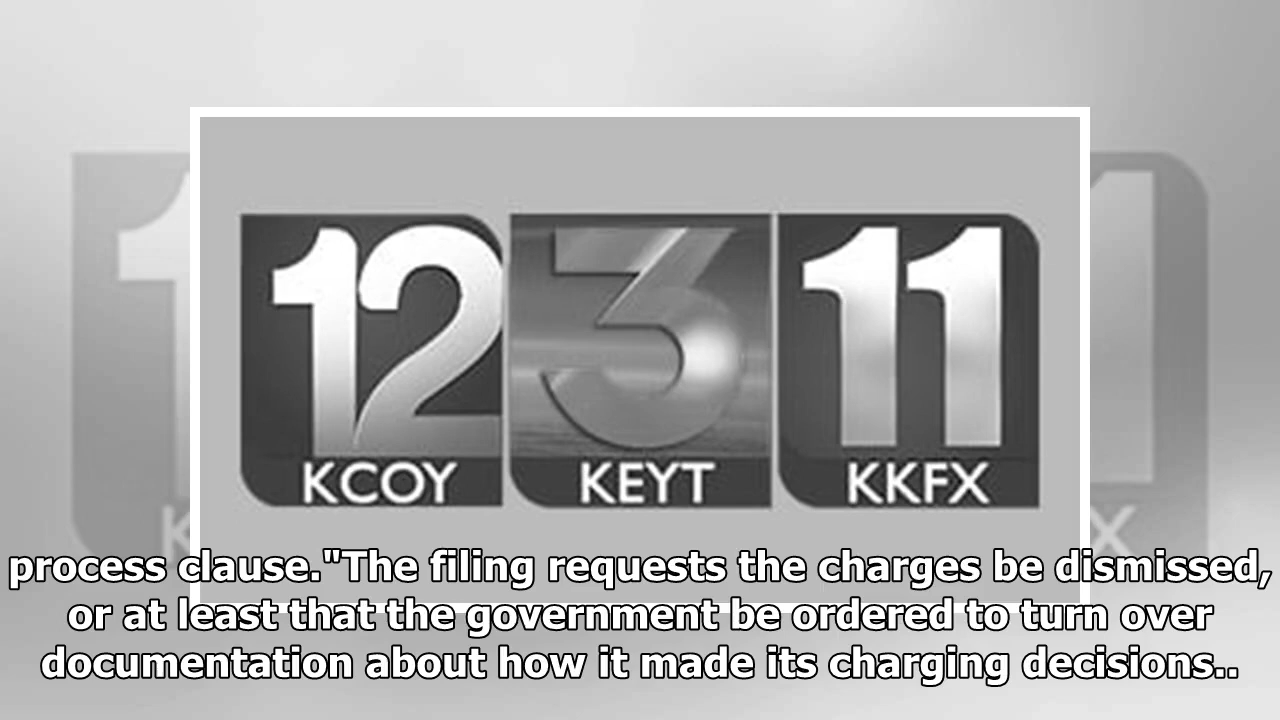 12 3 11
KCOY KEYT KKFX
process clause."The filing requests the charges be dismissed,
or at least that the government be ordered to turn over
documentation about how it made its charging decisions..